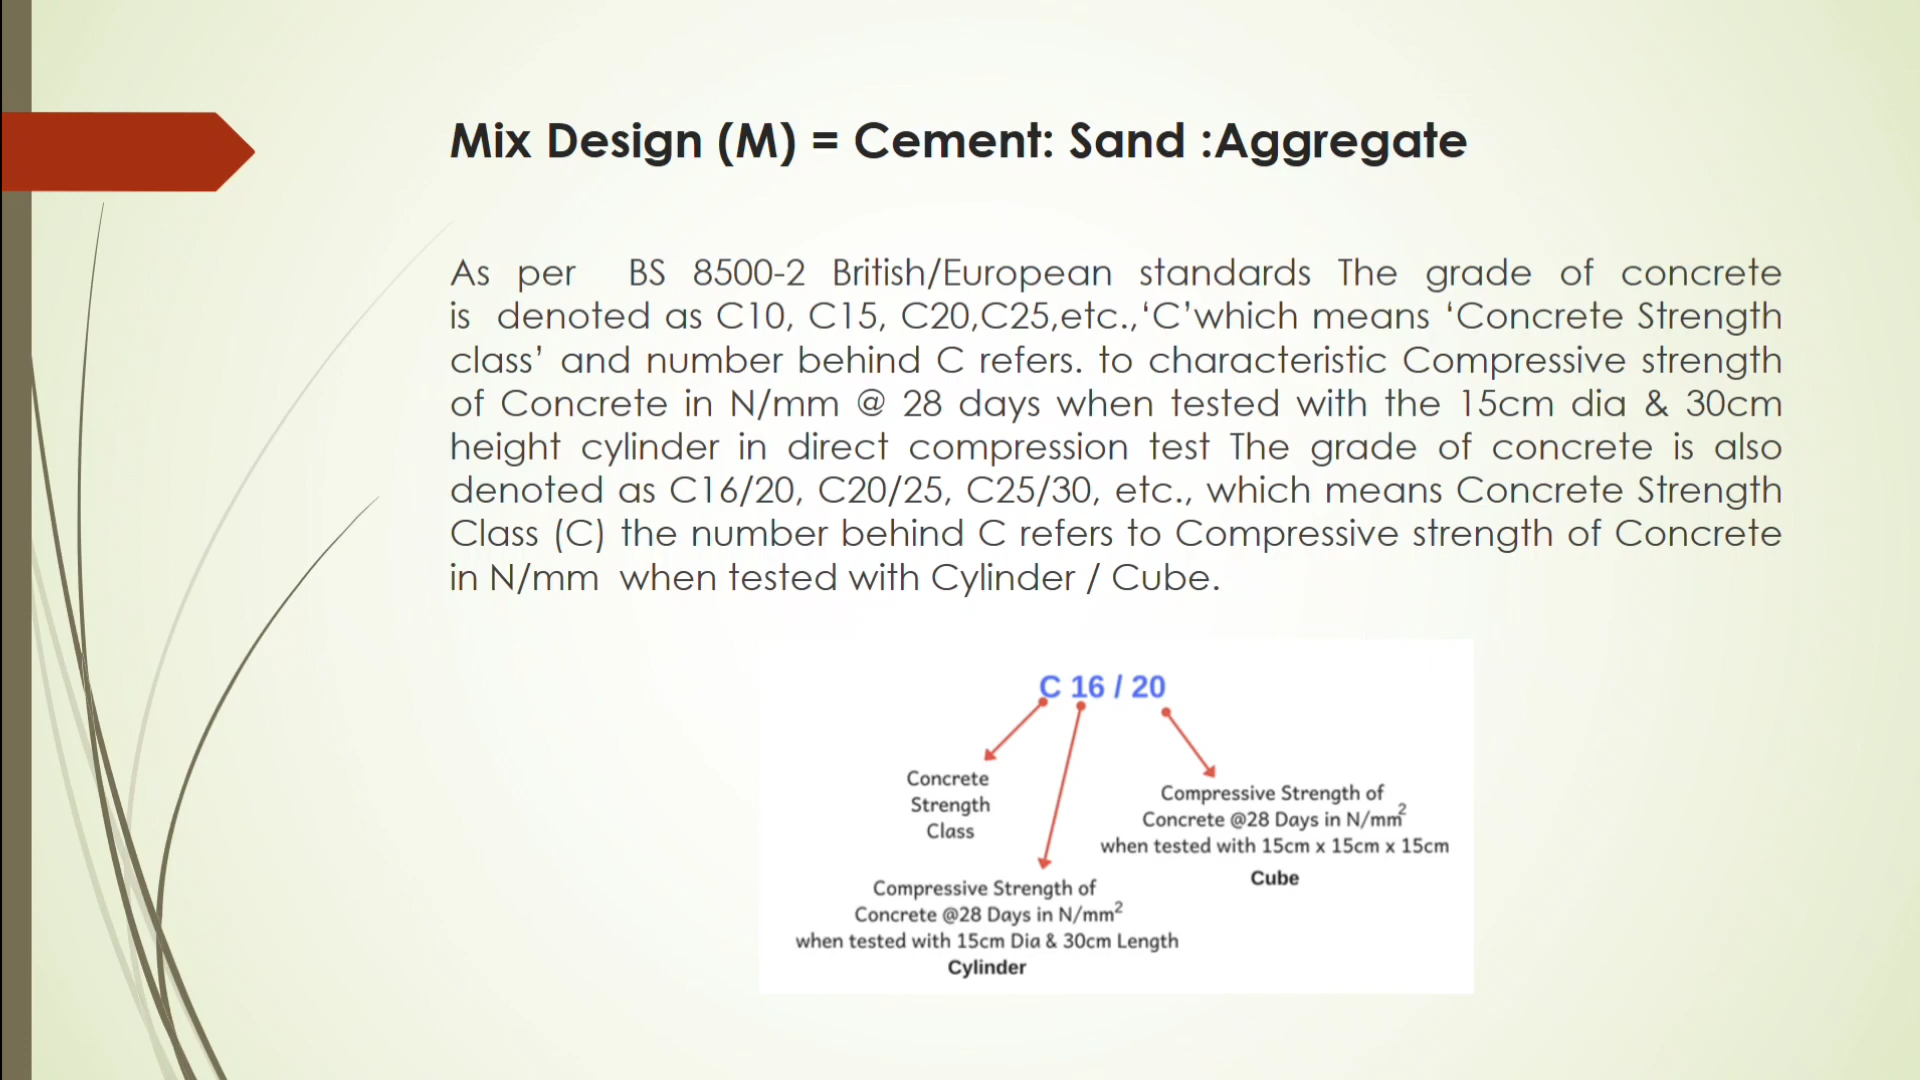 Mix Design (M) = Cement: Sand :Aggregate
As per BS 8500-2 British/European standards The grade of concrete
is denoted as C10, C15, C20,C25,etc.,‘C’which means ‘Concrete Strength
class’ and number behind C refers. to characteristic Compressive strength
of Concrete in N/mm @ 28 days when tested with the 15cm dia & 30cm
height cylinder in direct compression test The grade of concrete is also
denoted as C16/20, C20/25, C25/30, etc., which means Concrete Strength
Class (C) the number behind C refers to Compressive strength of Concrete
in N/mm when tested with Cylinder / Cube.
C 16 / 20
Concrete
Strength
Class
Compressive Strength of
Concrete @28 Days in N/mm²
when tested with 15cm Dia & 30cm Length
Cylinder
Compressive Strength of
Concrete @28 Days in N/mm²
when tested with 15cm x 15cm x 15cm
Cube